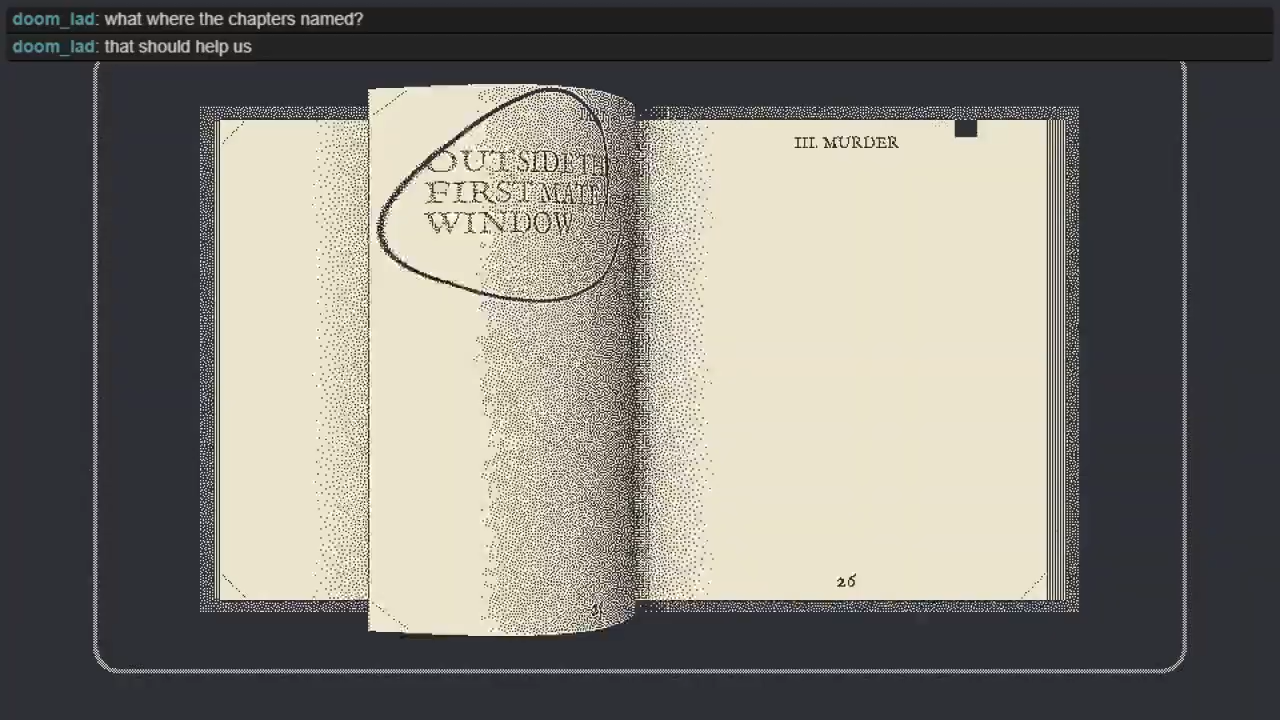 doom_lad: what where the chapters named?
doom_lad: that should help us
OUTSIDE TH
FIRST MATE
WINDOW
III. MURDER
26